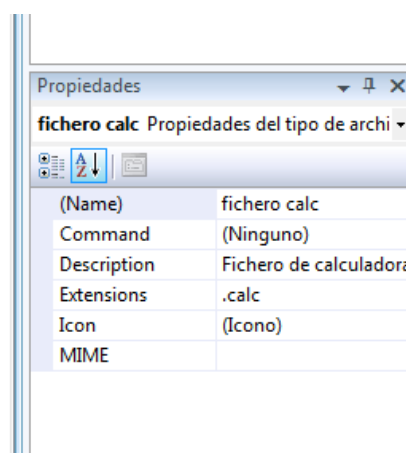 Propiedades
fichero calc Propiedades del tipo de archi
(Name) fichero calc
Command (Ninguno)
Description Fichero de calculadora
Extensions .calc
Icon (Icono)
MIME